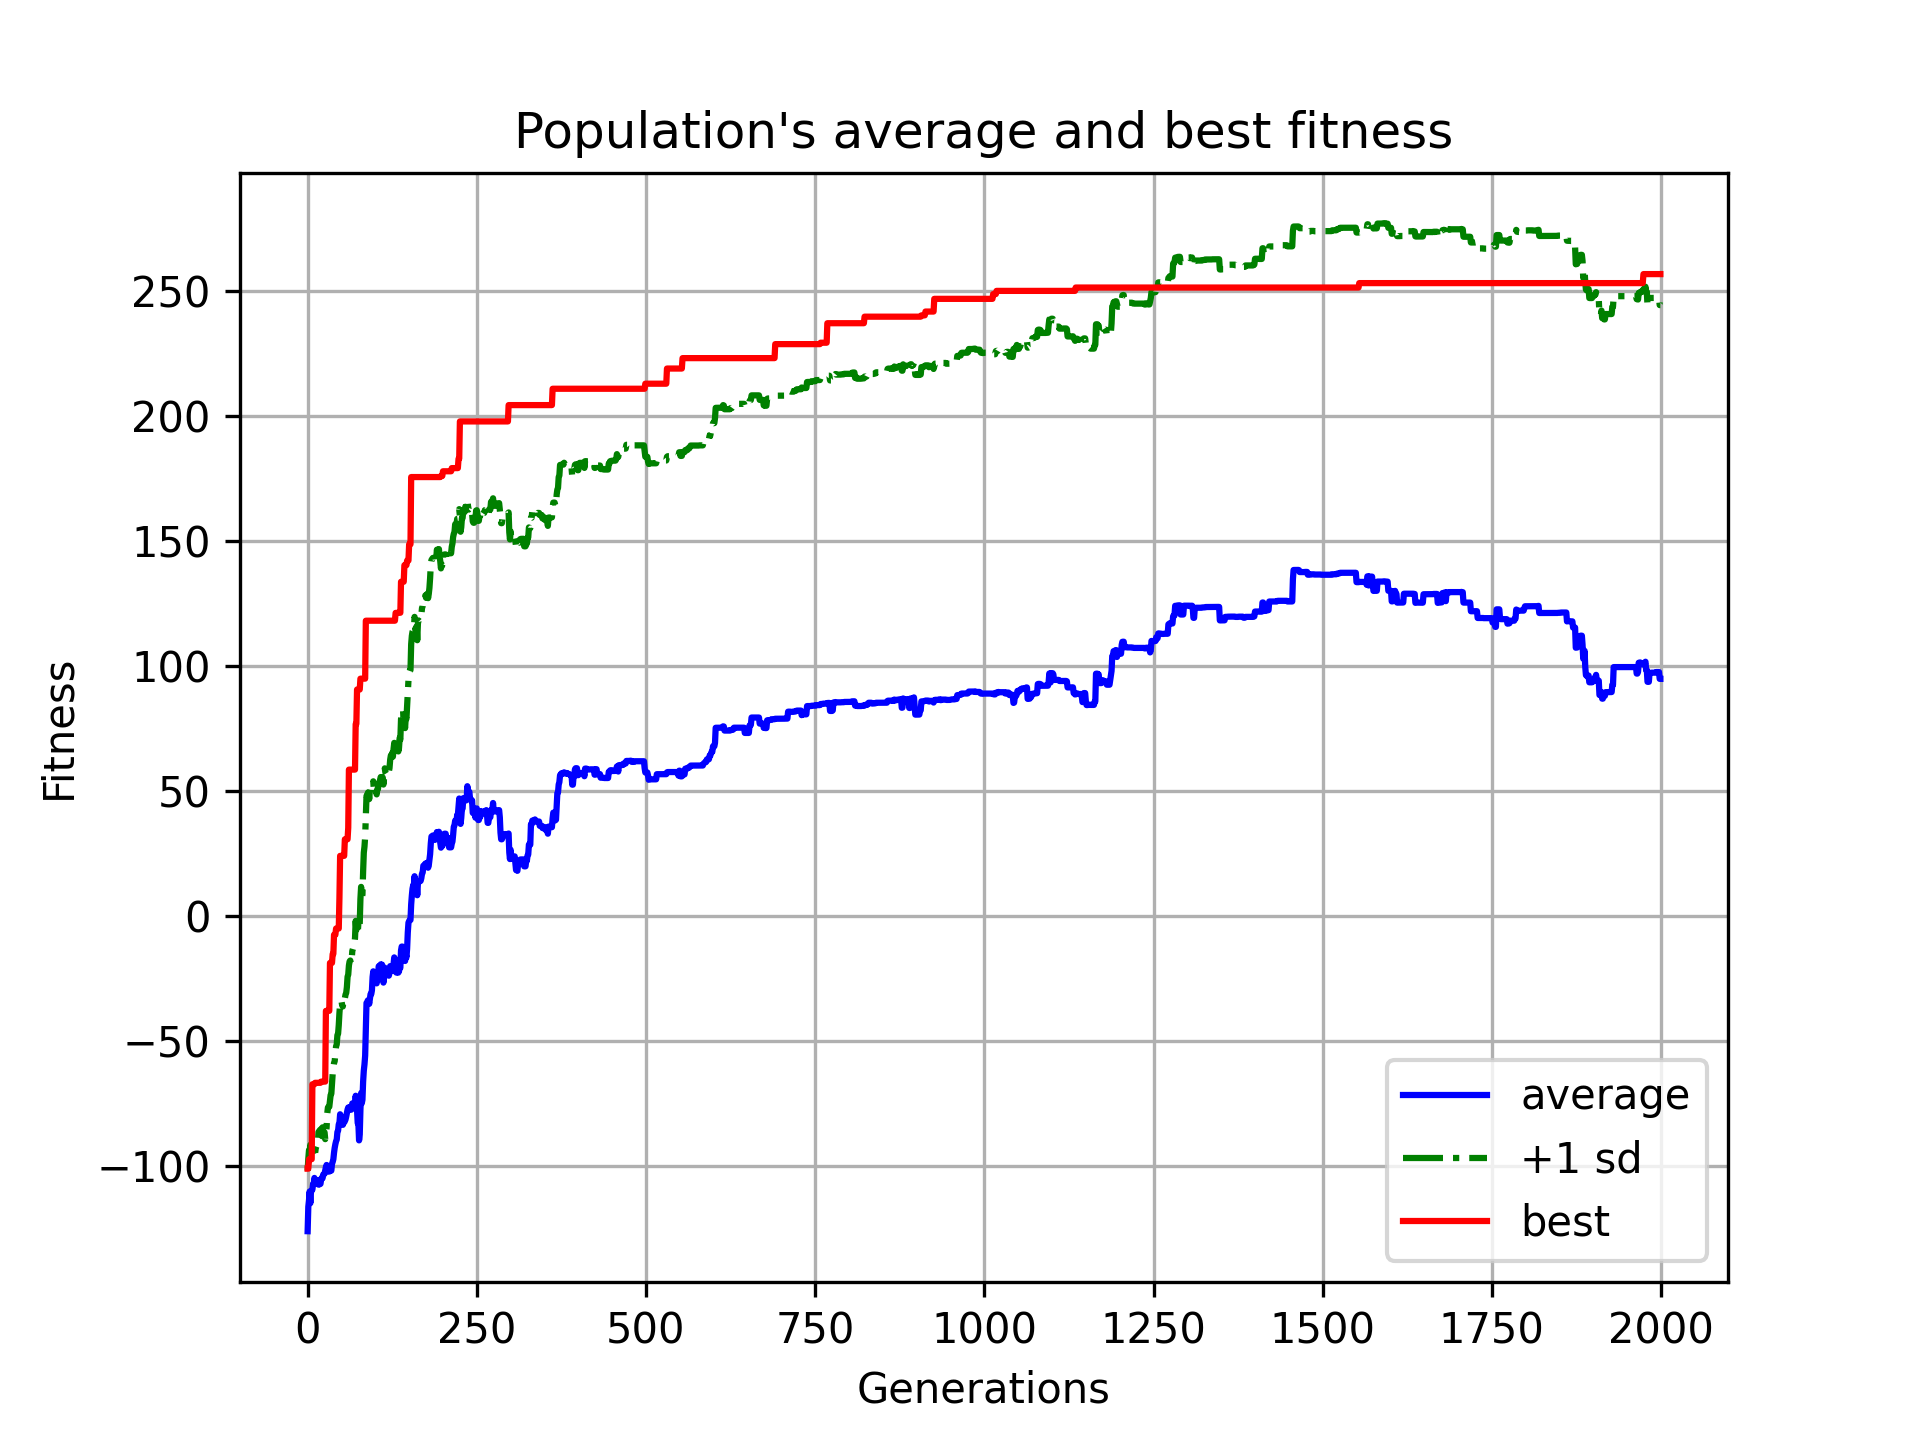 Population's average and best fitness
Fitness
250
200
150
100
50
0
−50
−100
0 250 500 750 1000 1250 1500 1750 2000
Generations
average
+1 sd
best